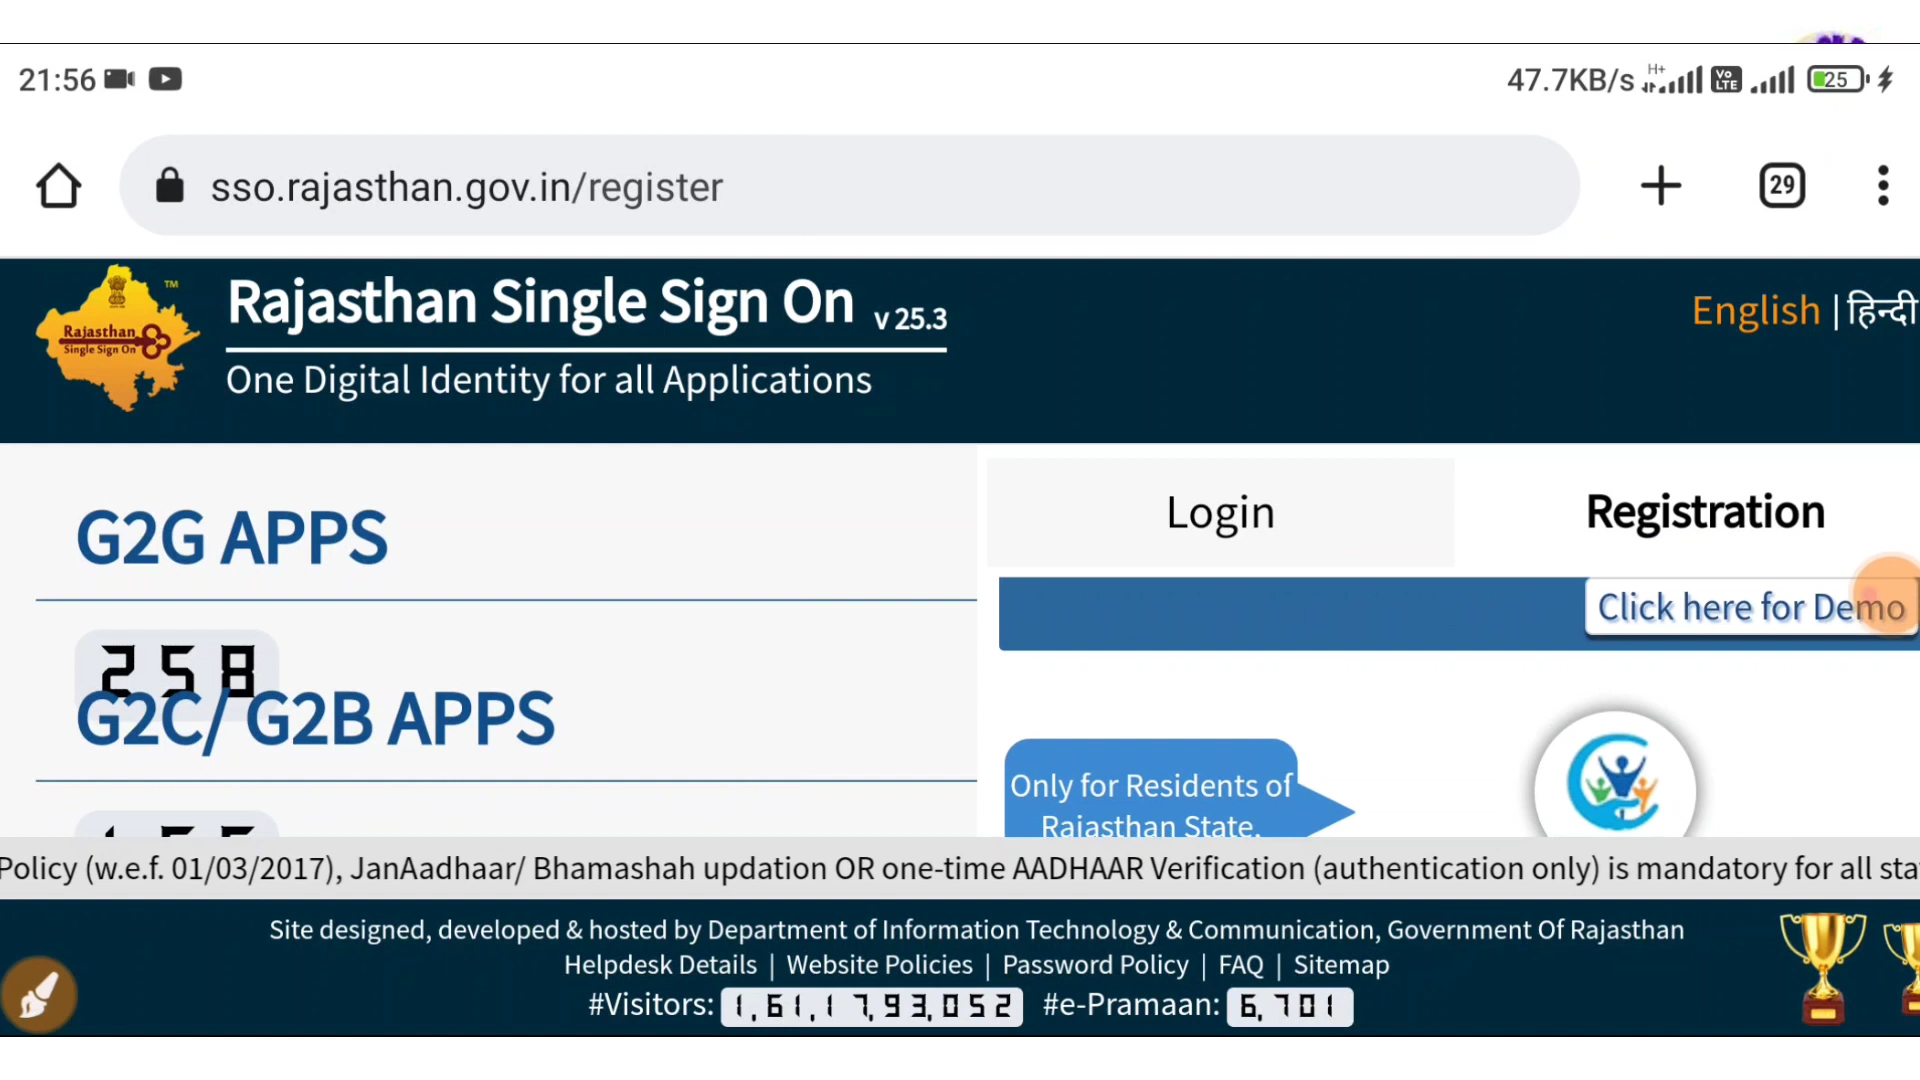 21:56
47.7KB/s H+ Vo LTE 25
sso.rajasthan.gov.in/register
29
Rajasthan Single Sign On
TM
Rajasthan Single Sign On v 25.3
One Digital Identity for all Applications
English | हिन्दी
G2G APPS
258
G2C/ G2B APPS
Login
Registration
Click here for Demo
Only for Residents of
Rajasthan State.
Policy (w.e.f. 01/03/2017), JanAadhaar/ Bhamashah updation OR one-time AADHAAR Verification (authentication only) is mandatory for all sta
Site designed, developed & hosted by Department of Information Technology & Communication, Government Of Rajasthan
Helpdesk Details | Website Policies | Password Policy | FAQ | Sitemap
#Visitors: 1,61,17,93,052 #e-Pramaan: 6,701